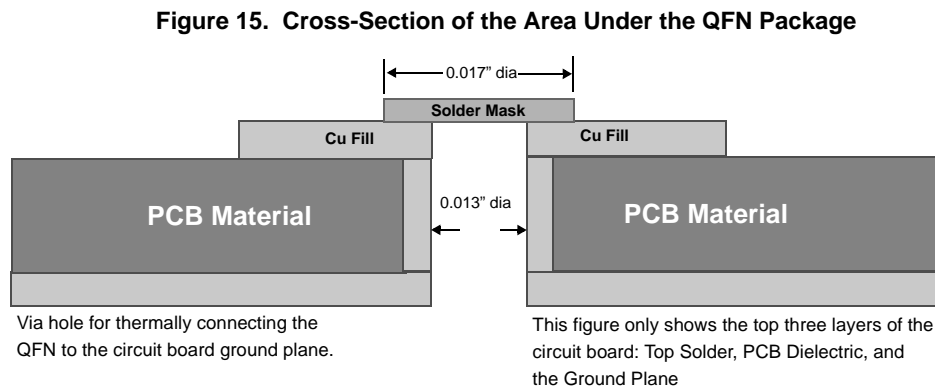 Figure 15. Cross-Section of the Area Under the QFN Package
0.017" dia
Solder Mask
Cu Fill
Cu Fill
PCB Material
0.013" dia
PCB Material
Via hole for thermally connecting the
QFN to the circuit board ground plane.
This figure only shows the top three layers of the
circuit board: Top Solder, PCB Dielectric, and
the Ground Plane